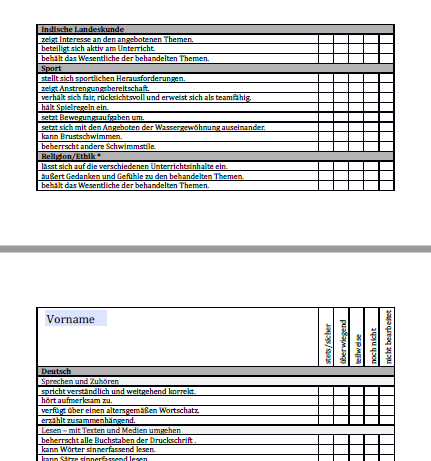 Indische Landeskunde
zeigt Interesse an den angebotenen Themen.
beteiligt sich aktiv am Unterricht.
behält das Wesentliche der behandelten Themen.
Sport
stellt sich sportlichen Herausforderungen.
zeigt Anstrengungsbereitschaft.
verhält sich fair, rücksichtsvoll und erweist sich als teamfähig.
hält Spielregeln ein.
setzt Bewegungsaufgaben um.
setzt sich mit den Angeboten der Wassergewöhnung auseinander.
kann Brustschwimmen.
beherrscht andere Schwimmstile.
Religion/Ethik *
lässt sich auf die verschiedenen Unterrichtsinhalte ein.
äußert Gedanken und Gefühle zu den behandelten Themen.
behält das Wesentliche der behandelten Themen.
Vorname
stets/sicher
überwiegend
teilweise
noch nicht
nicht bearbeitet
Deutsch
Sprechen und Zuhören
spricht verständlich und weitgehend korrekt.
hört aufmerksam zu.
verfügt über einen altersgemäßen Wortschatz.
erzählt zusammenhängend.
Lesen – mit Texten und Medien umgehen
beherrscht alle Buchstaben der Druckschrift .
kann Wörter sinnerfassend lesen.
kann Sätze sinnerfassend lesen.